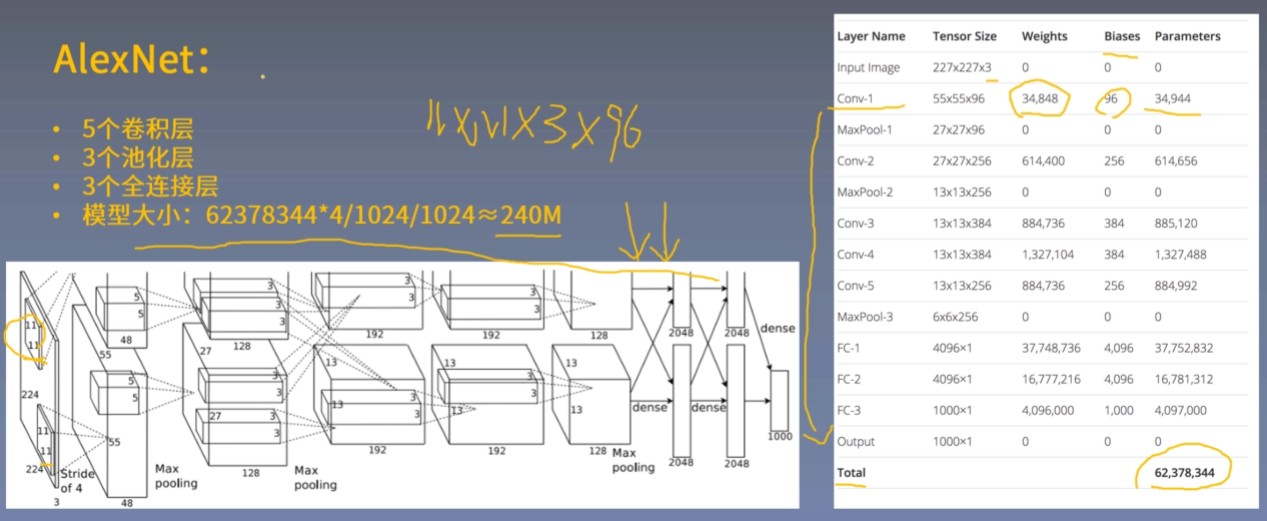 AlexNet：
• 5个卷积层
• 3个池化层
• 3个全连接层
• 模型大小：62378344*4/1024/1024≈240M
X3X96
Layer Name Tensor Size Weights Biases Parameters
Input Image 227x227x3 0 0 0
Conv-1 55x55x96 34,848 96 34,944
MaxPool-1 27x27x96 0 0 0
Conv-2 27x27x256 614,400 256 614,656
MaxPool-2 13x13x256 0 0 0
Conv-3 13x13x384 884,736 384 885,120
Conv-4 13x13x384 1,327,104 384 1,327,488
Conv-5 13x13x256 884,736 256 884,992
MaxPool-3 6x6x256 0 0 0
FC-1 4096×1 37,748,736 4,096 37,752,832
FC-2 4096×1 16,777,216 4,096 16,781,312
FC-3 1000×1 4,096,000 1,000 4,097,000
Output 1000×1 0 0 0
Total 62,378,344
11
11
224
11
11
224
3
Stride
of 4
55
5
5
48
5
5
55
48
Max
pooling
3
3
3
128
27
3
3
27
3
3
128
Max
pooling
3
3
192
13
3
13
3
192
3
3
192
13
3
13
3
192
128
13
13
128
Max
pooling
2048
2048
dense
dense
dense
2048
2048
1000